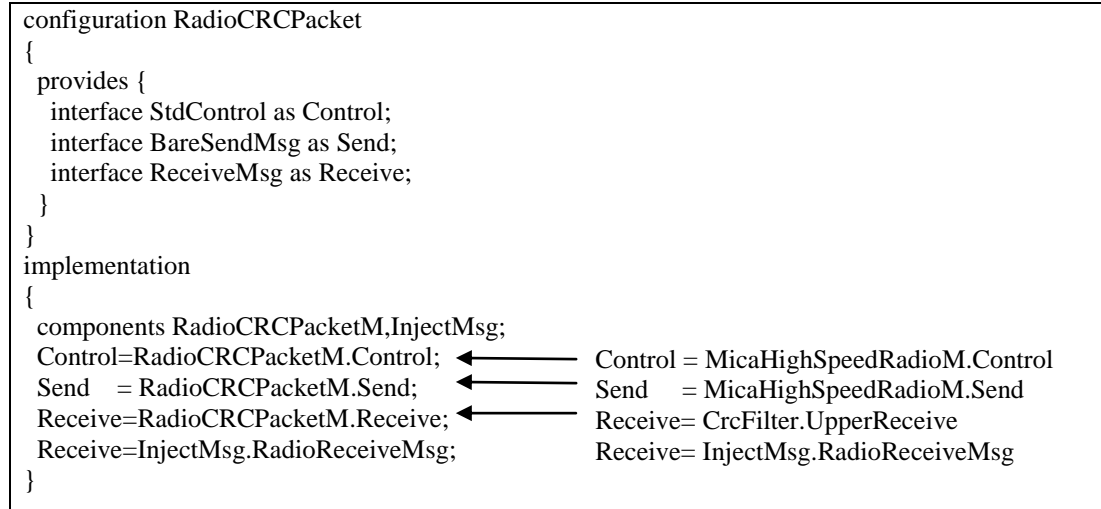 configuration RadioCRCPacket
{
provides {
interface StdControl as Control;
interface BareSendMsg as Send;
interface ReceiveMsg as Receive;
}
}
implementation
{
components RadioCRCPacketM,InjectMsg;
Control=RadioCRCPacketM.Control; Control = MicaHighSpeedRadioM.Control
Send = RadioCRCPacketM.Send; Send = MicaHighSpeedRadioM.Send
Receive=RadioCRCPacketM.Receive; Receive= CrcFilter.UpperReceive
Receive=InjectMsg.RadioReceiveMsg; Receive= InjectMsg.RadioReceiveMsg
}